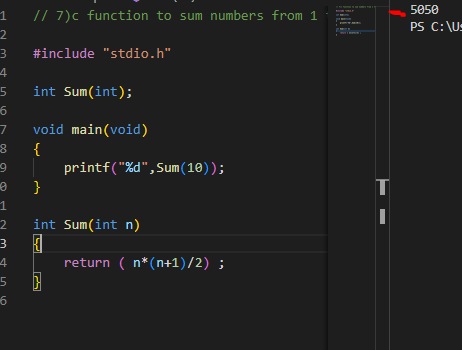 1 // 7)c function to sum numbers from 1
2
3 #include "stdio.h"
4
5 int Sum(int);
6
7 void main(void)
8 {
9 printf("%d",Sum(10));
0 }
1
2 int Sum(int n)
3 {
4 return ( n*(n+1)/2) ;
5 }
6
5050
PS C:\Us